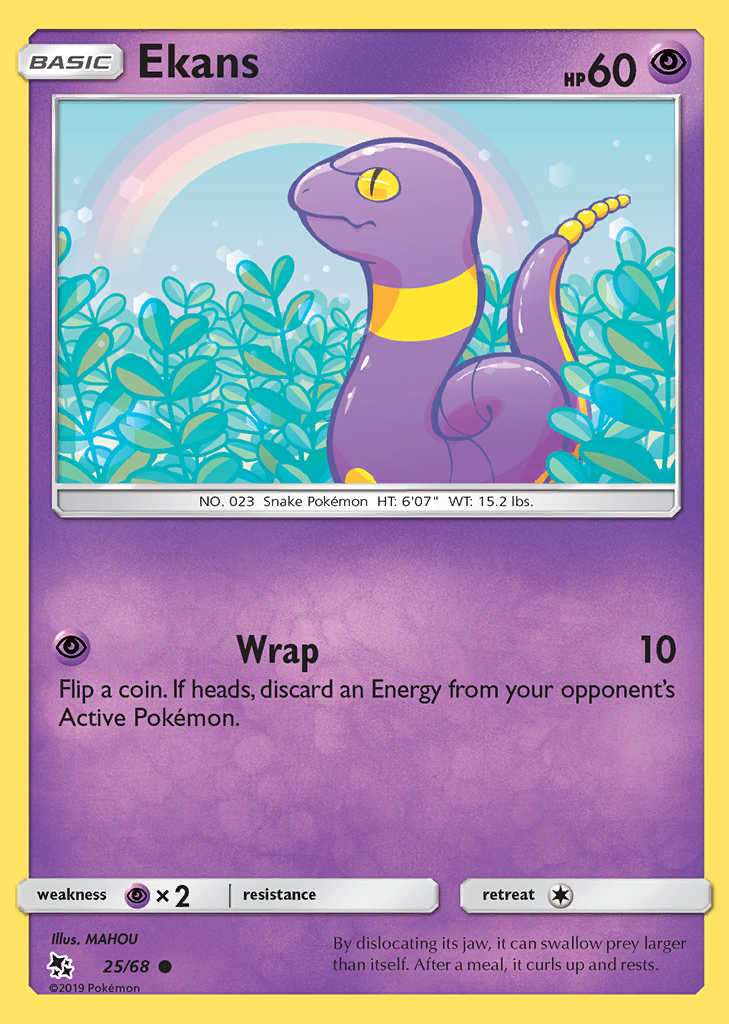 BASIC Ekans HP60
NO. 023 Snake Pokémon HT: 6'07" WT: 15.2 lbs.
Wrap 10
Flip a coin. If heads, discard an Energy from your opponent's
Active Pokémon.
weakness ×2 resistance retreat
Illus. MAHOU
25/68
©2019 Pokémon
By dislocating its jaw, it can swallow prey larger
than itself. After a meal, it curls up and rests.